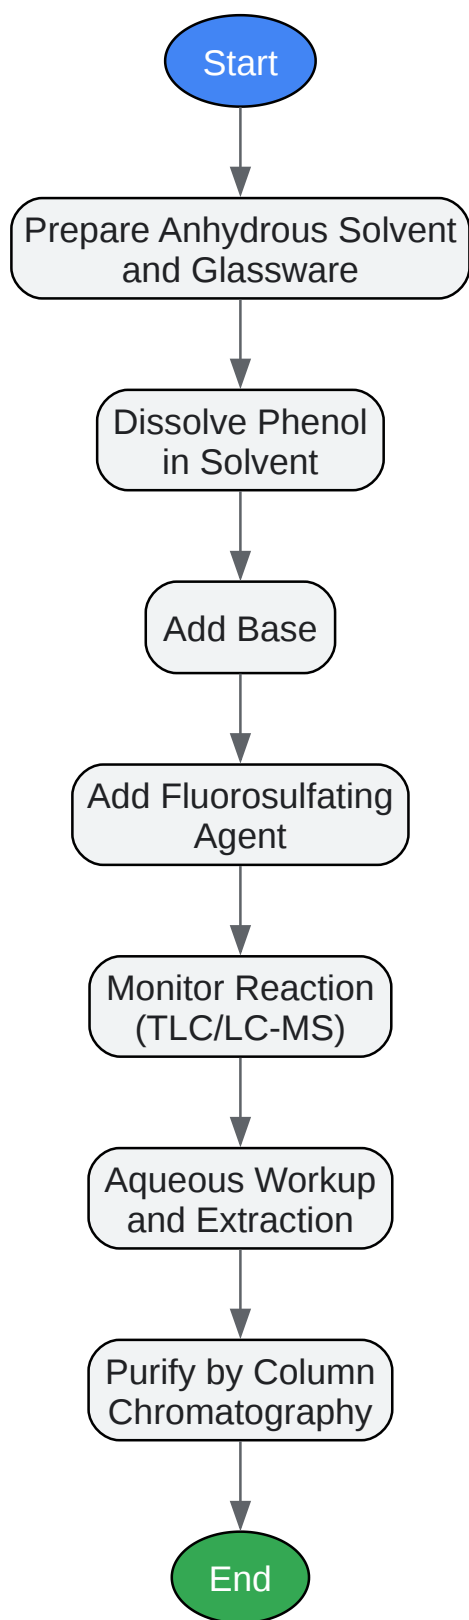 Start
Prepare Anhydrous Solvent
and Glassware
Dissolve Phenol
in Solvent
Add Base
Add Fluorosulfating
Agent
Monitor Reaction
(TLC/LC-MS)
Aqueous Workup
and Extraction
Purify by Column
Chromatography
End